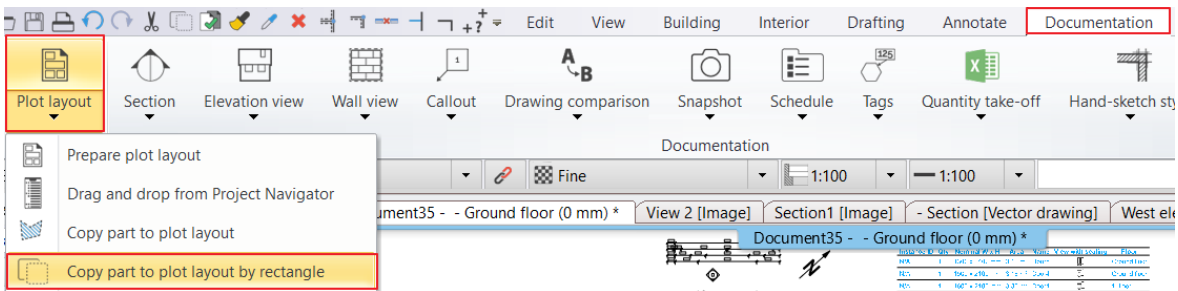 Edit View Building Interior Drafting Annotate Documentation
Plot layout Section Elevation view Wall view Callout Drawing comparison Snapshot Schedule Tags Quantity take-off Hand-sketch sty
1
A
B
125
X
Documentation
Prepare plot layout
Drag and drop from Project Navigator
Copy part to plot layout
Copy part to plot layout by rectangle
Fine 1:100 1:100
ument35 - - Ground floor (0 mm) * View 2 [Image] Section1 [Image] - Section [Vector drawing] West ele
Document35 - - Ground floor (0 mm) *
N